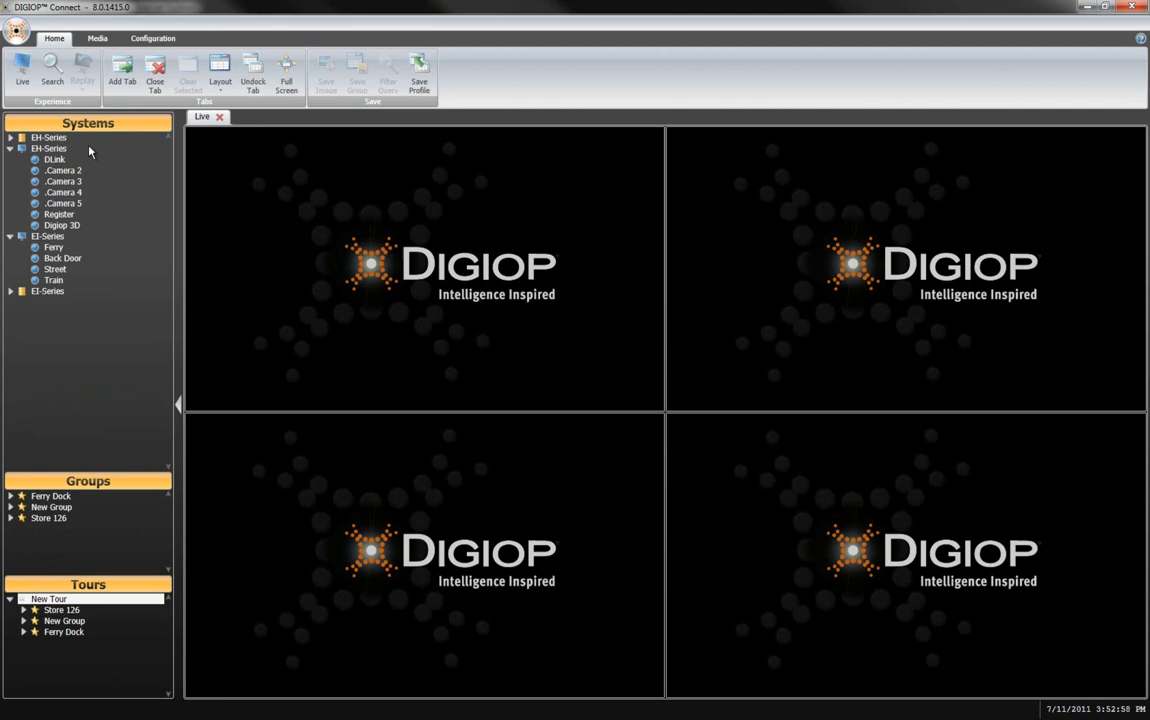 DIGIOP™ Connect - 8.0.1415.0
Home Media Configuration
Live Search Replay Add Tab Close Tab Clear Selected Layout Undock Tab Full Screen Save Image Save Group Filter Query Save Profile
Experience Tabs Save
Systems
EH-Series
EH-Series
DLink
.Camera 2
.Camera 3
.Camera 4
.Camera 5
Register
Digiop 3D
EI-Series
Ferry
Back Door
Street
Train
EI-Series
Groups
Ferry Dock
New Group
Store 126
Tours
New Tour
Store 126
New Group
Ferry Dock
Live
DIGIOP
Intelligence Inspired
DIGIOP
Intelligence Inspired
DIGIOP
Intelligence Inspired
DIGIOP
Intelligence Inspired
7/11/2011 3:52:58 PM